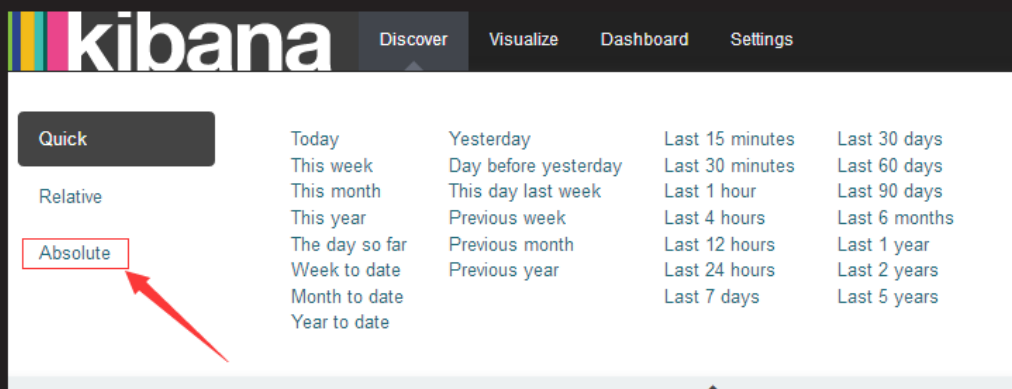 kibana Discover Visualize Dashboard Settings
Quick
Relative
Absolute
Today
This week
This month
This year
The day so far
Week to date
Month to date
Year to date
Yesterday
Day before yesterday
This day last week
Previous week
Previous month
Previous year
Last 15 minutes
Last 30 minutes
Last 1 hour
Last 4 hours
Last 12 hours
Last 24 hours
Last 7 days
Last 30 days
Last 60 days
Last 90 days
Last 6 months
Last 1 year
Last 2 years
Last 5 years